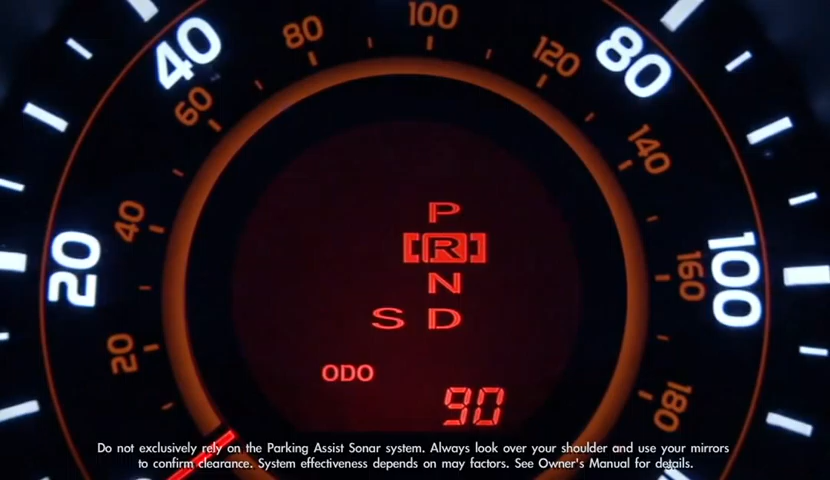 100
80
120
40
80
60
140
40
20
100
160
20
180
P
R
N
S D
ODO
90
Do not exclusively rely on the Parking Assist Sonar system. Always look over your shoulder and use your mirrors
to confirm clearance. System effectiveness depends on may factors. See Owner's Manual for details.